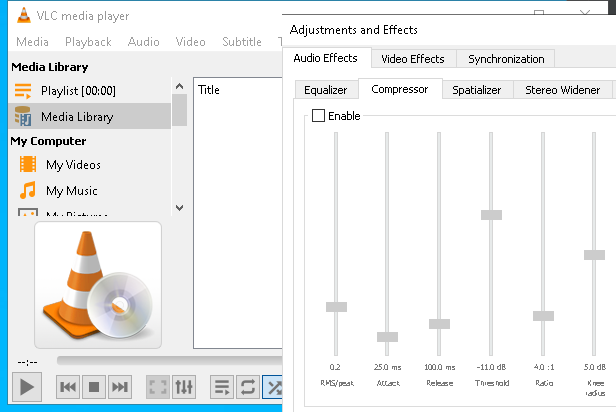 VLC media player
Media Playback Audio Video Subtitle T
Media Library
Playlist [00:00]
Media Library
My Computer
My Videos
My Music
My Pictures
Title
--:--
Adjustments and Effects
Audio Effects Video Effects Synchronization
Equalizer Compressor Spatializer Stereo Widener
Enable
0.2 25.0 ms 100.0 ms -11.0 dB 4.0 :1 5.0 dB
RMS/peak Attack Release Threshold Ratio Knee
radius